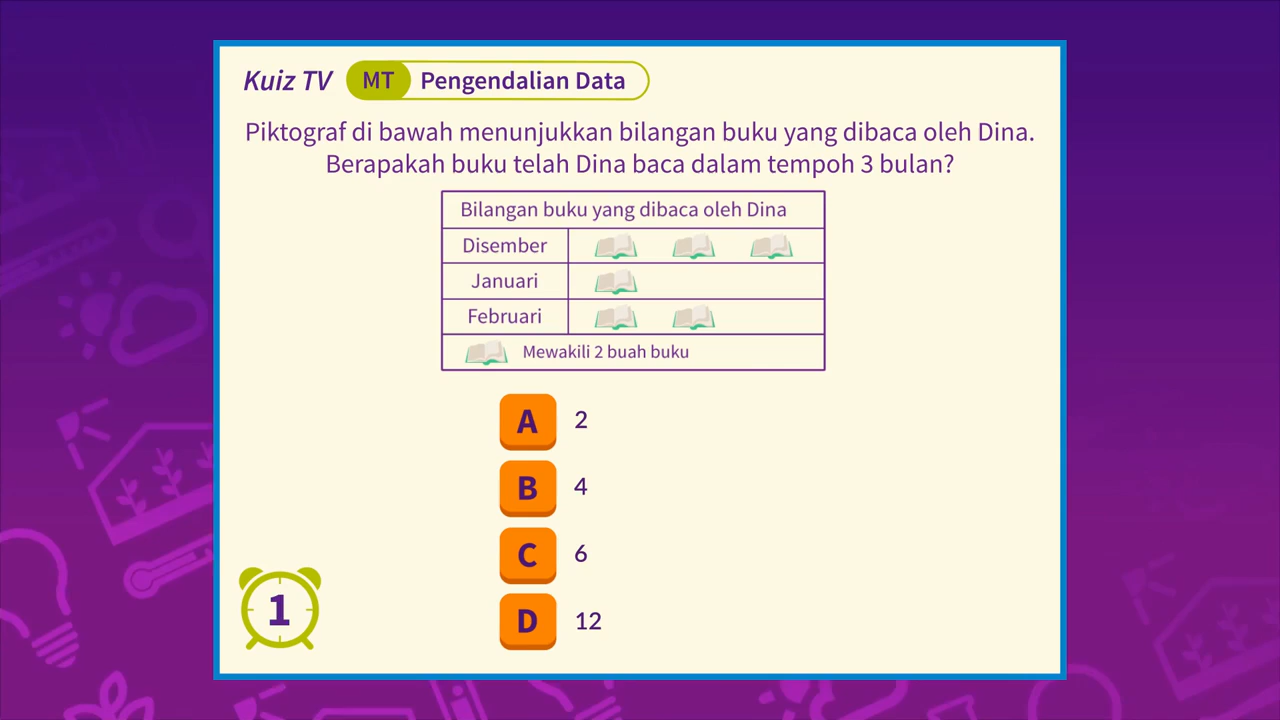 Kuiz TV MT Pengendalian Data
Piktograf di bawah menunjukkan bilangan buku yang dibaca oleh Dina.
Berapakah buku telah Dina baca dalam tempoh 3 bulan?
Bilangan buku yang dibaca oleh Dina
Disember
Januari
Februari
Mewakili 2 buah buku
A 2
B 4
C 6
D 12
1